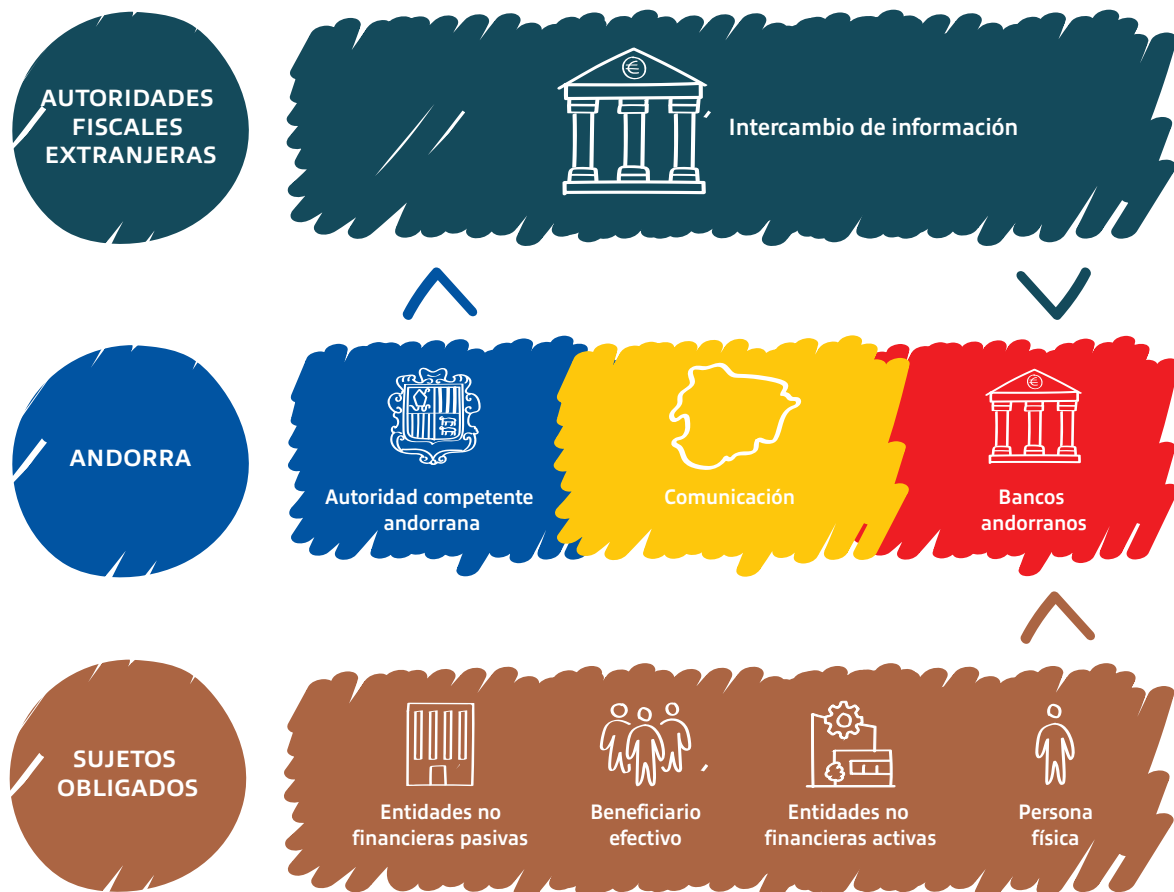 AUTORIDADES
FISCALES
EXTRANJERAS
€
Intercambio de información
ANDORRA
Autoridad competente
andorrana
Comunicación
€
Bancos
andorranos
SUJETOS
OBLIGADOS
Entidades no
financieras pasivas
Beneficiario
efectivo
Entidades no
financieras activas
Persona
física